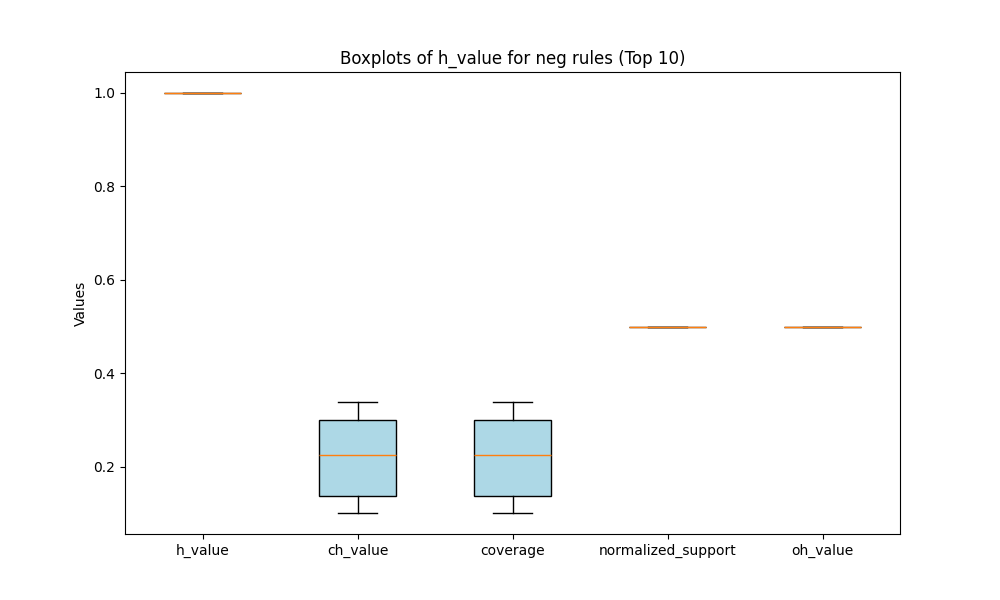 Boxplots of h_value for neg rules (Top 10)
Values
1.0
0.8
0.6
0.4
0.2
h_value ch_value coverage normalized_support oh_value